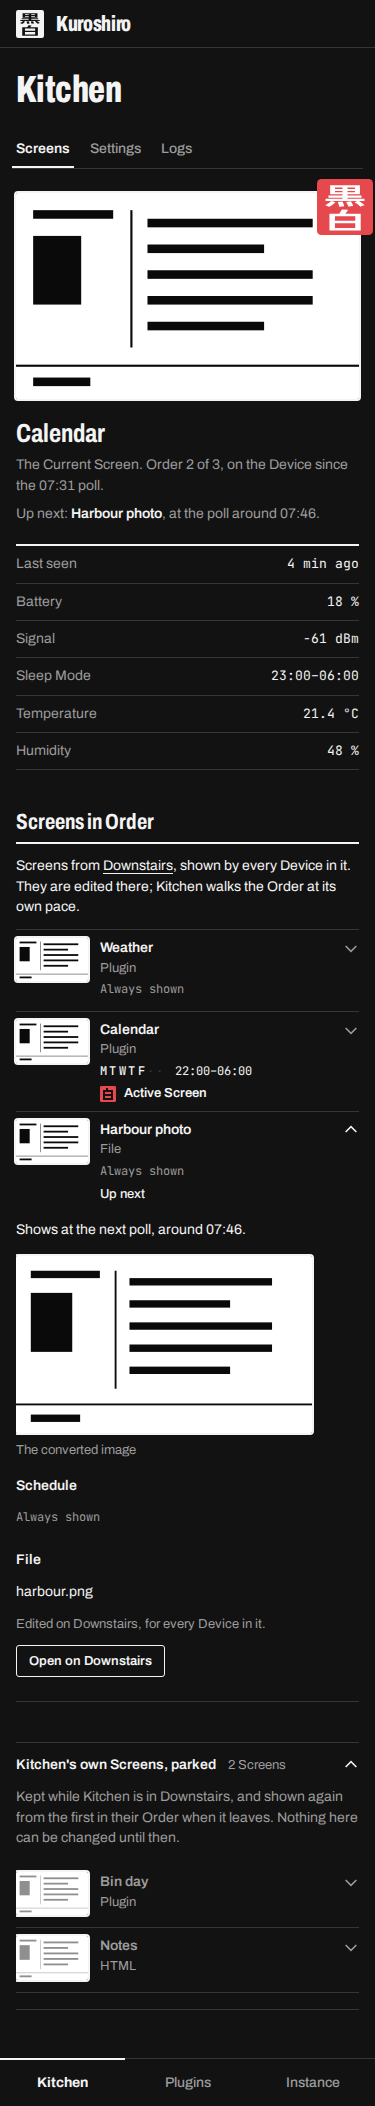 黒白 Kuroshiro
Kitchen
Screens Settings Logs
黒白
Calendar
The Current Screen. Order 2 of 3, on the Device since
the 07:31 poll.
Up next: Harbour photo, at the poll around 07:46.
Last seen 4 min ago
Battery 18 %
Signal -61 dBm
Sleep Mode 23:00–06:00
Temperature 21.4 °C
Humidity 48 %
Screens in Order
Screens from Downstairs, shown by every Device in it.
They are edited there; Kitchen walks the Order at its
own pace.
Weather
Plugin
Always shown
Calendar
Plugin
MTWTF·· 22:00–06:00
白 Active Screen
Harbour photo
File
Always shown
Up next
Shows at the next poll, around 07:46.
The converted image
Schedule
Always shown
File
harbour.png
Edited on Downstairs, for every Device in it.
Open on Downstairs
Kitchen's own Screens, parked 2 Screens
Kept while Kitchen is in Downstairs, and shown again
from the first in their Order when it leaves. Nothing here
can be changed until then.
Bin day
Plugin
Notes
HTML
Kitchen Plugins Instance